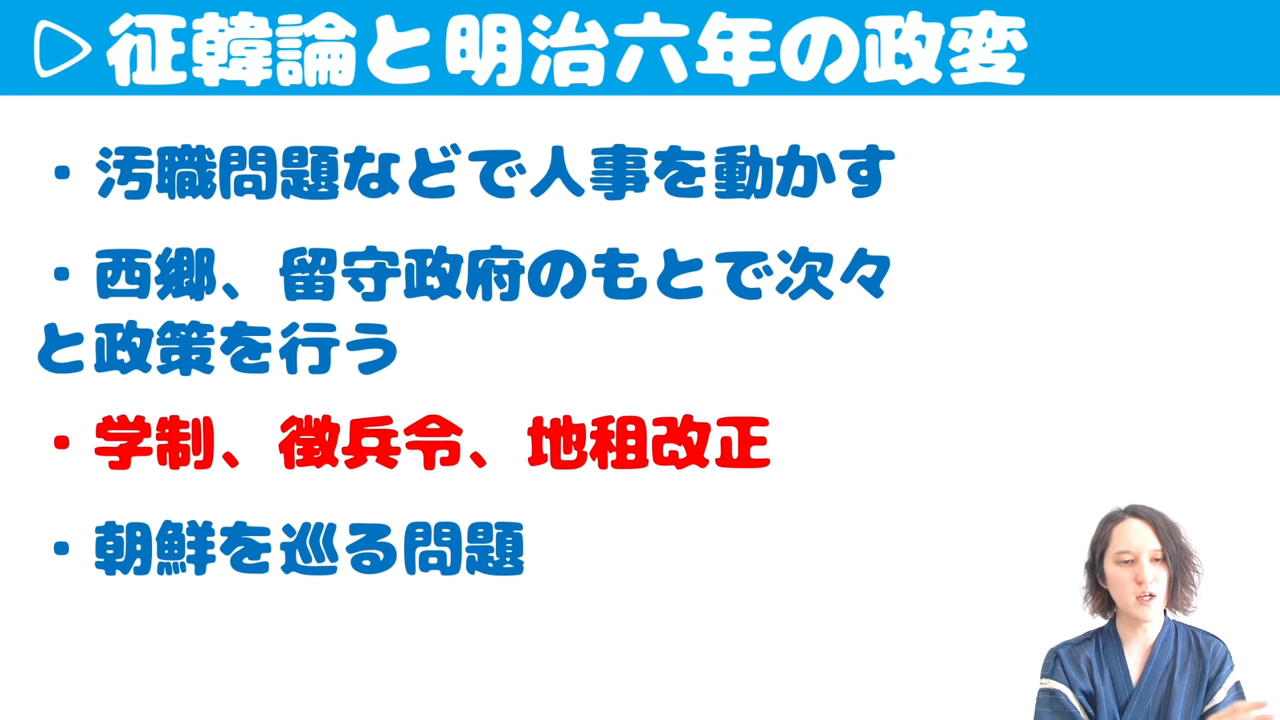 征韓論と明治六年の政変
・汚職問題などで人事を動かす
・西郷、留守政府のもとで次々
と政策を行う
・学制、徴兵令、地租改正
・朝鮮を巡る問題